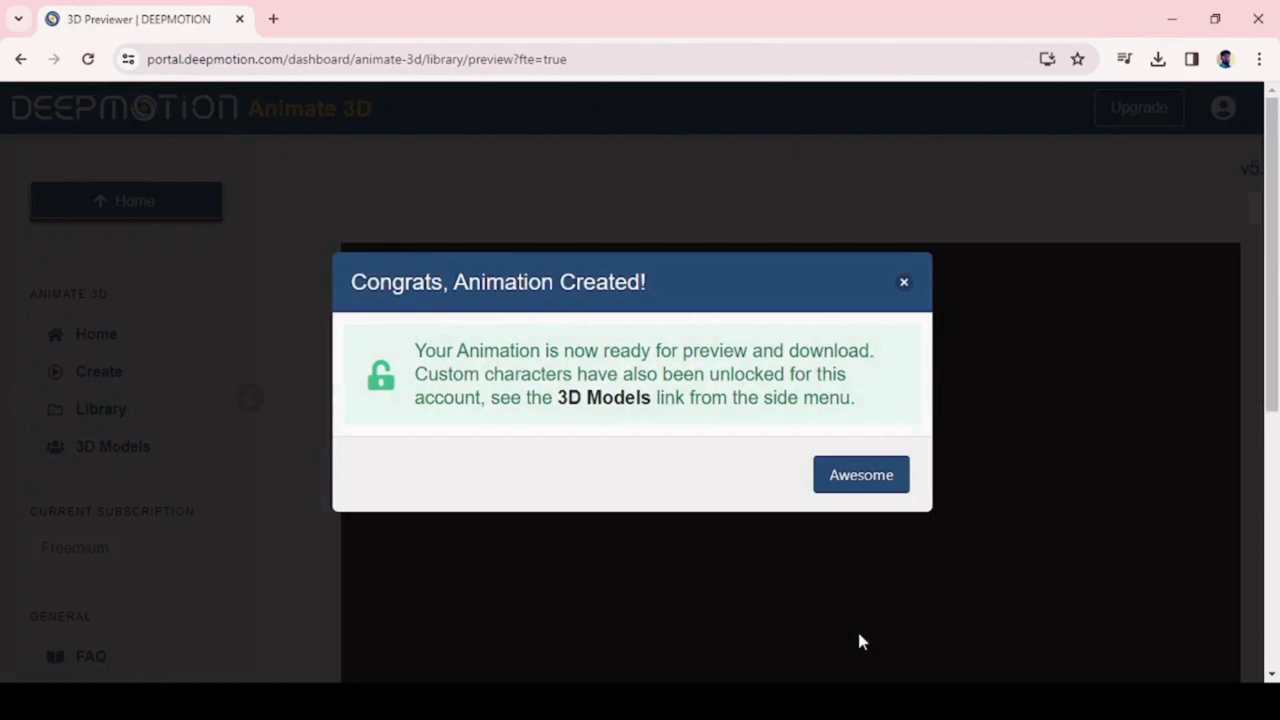 3D Previewer | DEEPMOTION
portal.deepmotion.com/dashboard/animate-3d/library/preview?fte=true
DEEPMOTION Animate 3D
Upgrade
v5.
Home
ANIMATE 3D
Home
Create
Library
3D Models
CURRENT SUBSCRIPTION
Freemium
GENERAL
FAQ
Congrats, Animation Created!
Your Animation is now ready for preview and download.
Custom characters have also been unlocked for this
account, see the 3D Models link from the side menu.
Awesome